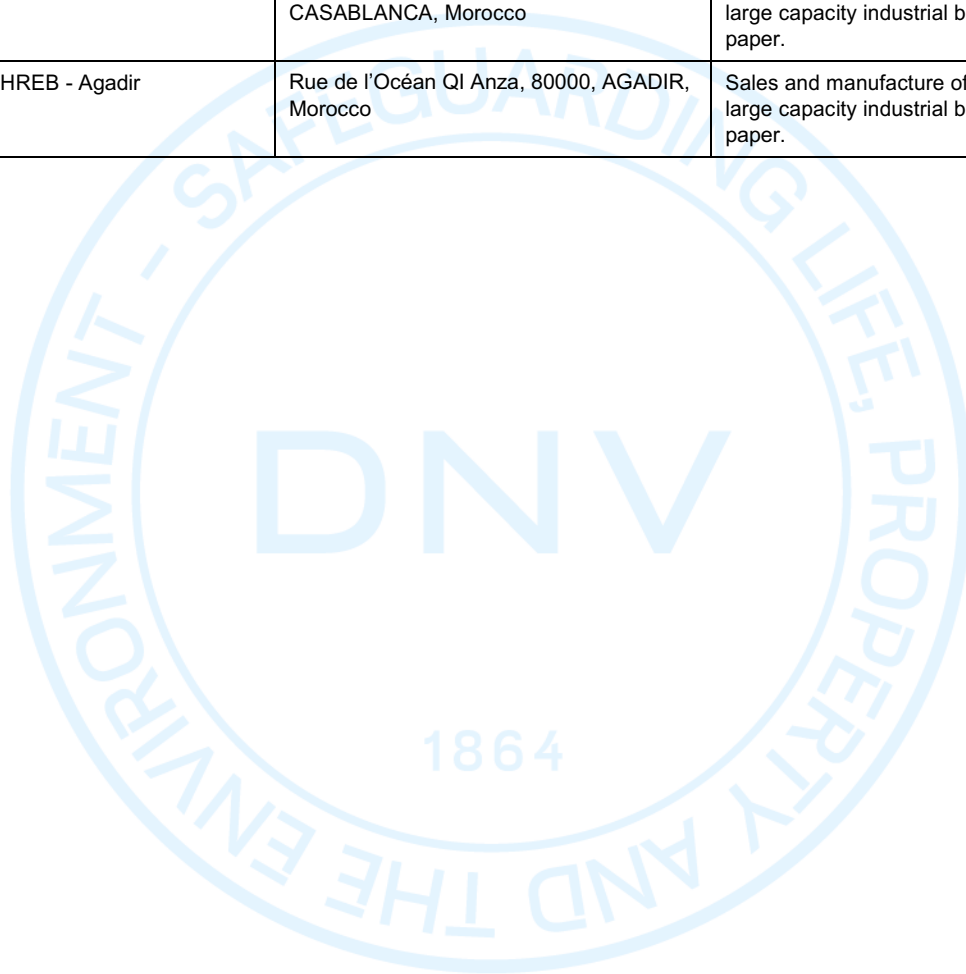 CASABLANCA, Morocco
large capacity industrial b
paper.
HREB - Agadir
Rue de l’Océan QI Anza, 80000, AGADIR,
Morocco
Sales and manufacture of
large capacity industrial b
paper.
SAFEGUARDING LIFE, PROPERTY AND THE ENVIRONMENT -
DNV
1864